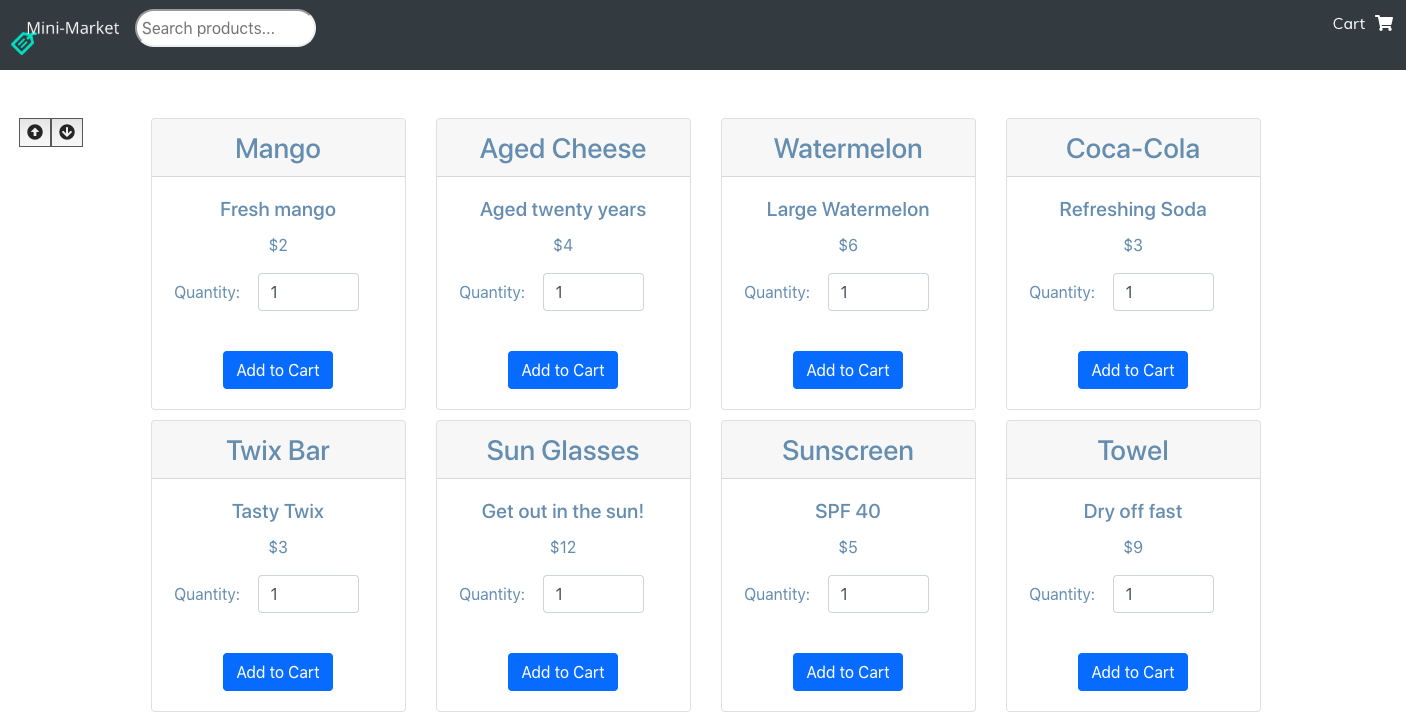 Mini-Market Search products... Cart
Mango Aged Cheese Watermelon Coca-Cola
Fresh mango Aged twenty years Large Watermelon Refreshing Soda
$2 $4 $6 $3
Quantity: 1 Quantity: 1 Quantity: 1 Quantity: 1
Add to Cart Add to Cart Add to Cart Add to Cart
Twix Bar Sun Glasses Sunscreen Towel
Tasty Twix Get out in the sun! SPF 40 Dry off fast
$3 $12 $5 $9
Quantity: 1 Quantity: 1 Quantity: 1 Quantity: 1
Add to Cart Add to Cart Add to Cart Add to Cart